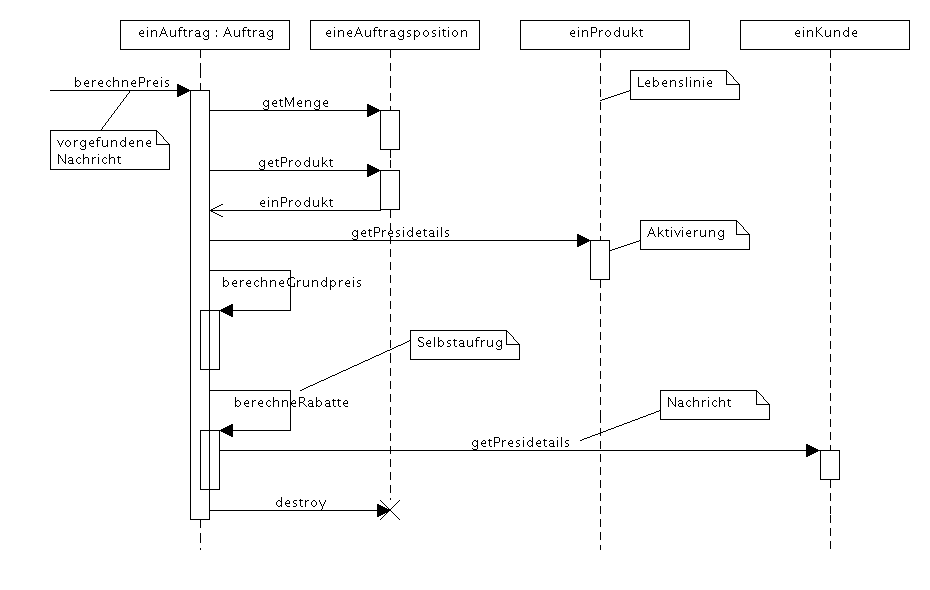 einAuftrag : Auftrag
eineAuftragsposition
einProdukt
einKunde
berechnePreis
Lebenslinie
getMenge
vorgefundene
Nachricht
getProdukt
einProdukt
getPresidetails
Aktivierung
berechneGrundpreis
Selbstaufrug
berechneRabatte
Nachricht
getPresidetails
destroy